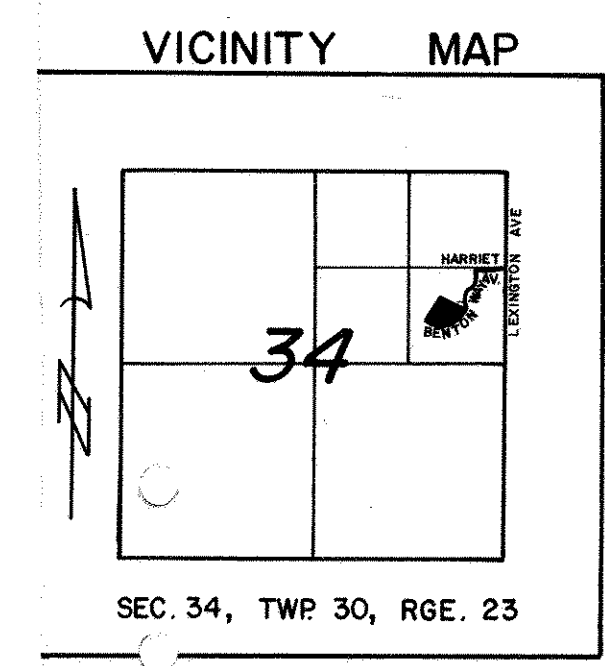 VICINITY MAP
LEXINGTON AVE
HARRIET
AV.
BENTON WAY
34
N
SEC. 34, TWP. 30, RGE. 23